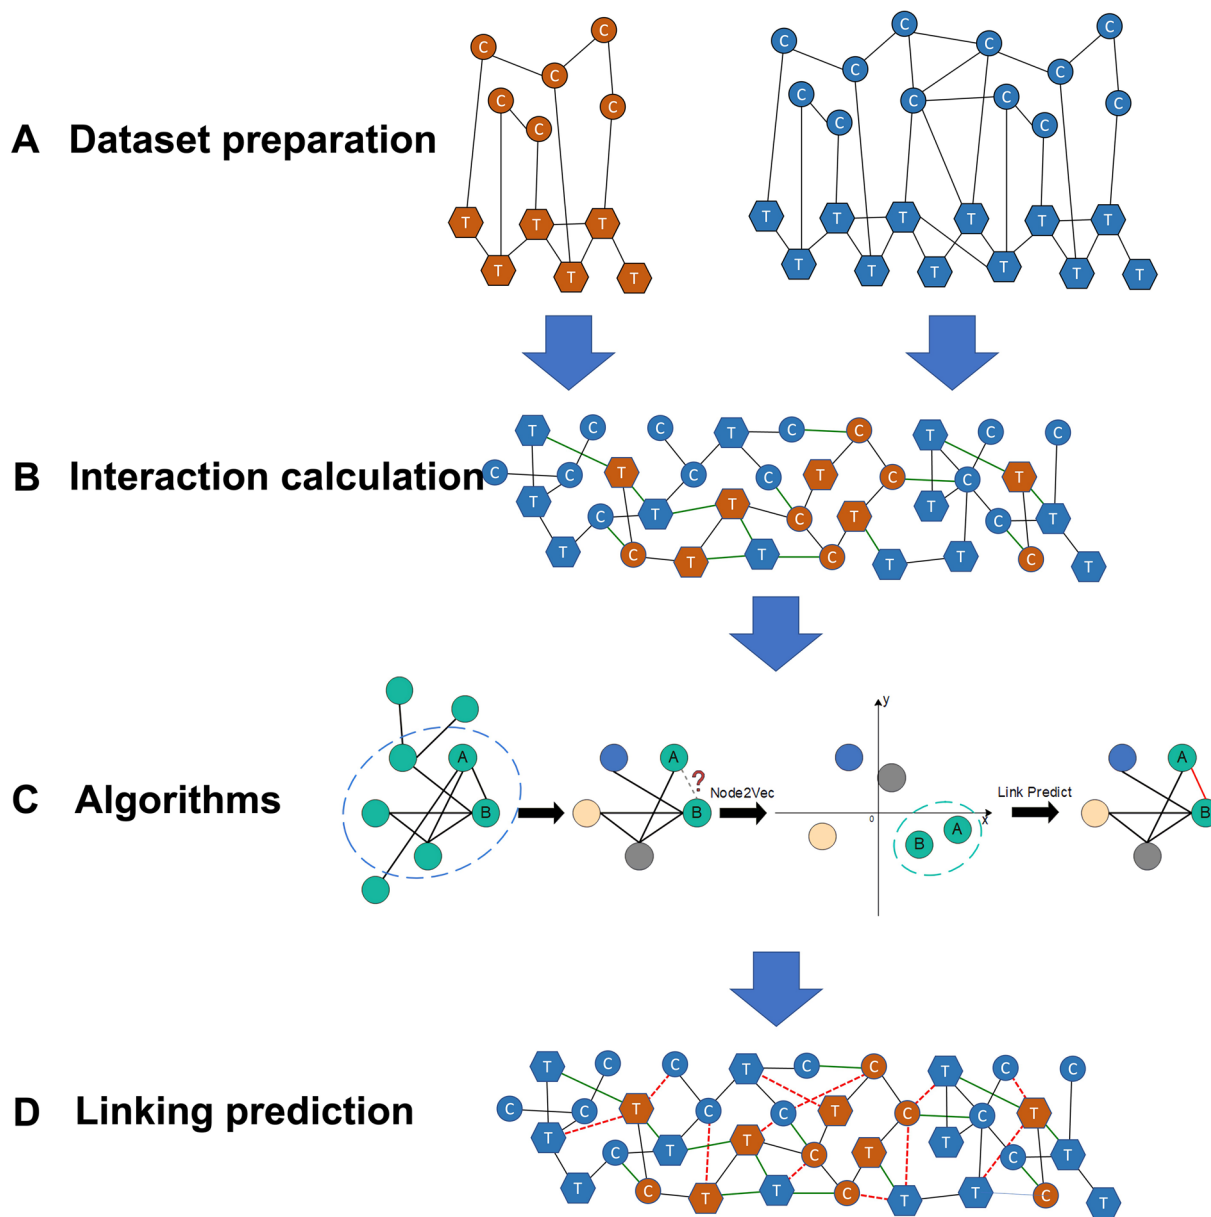 C C C C C C C C
C C C C C C C C
A Dataset preparation
C C
T T T T T T T T T
T T T T T T T T
T C C T C C T C C
B Interaction calculation
C C T C C T C C T
T C T T C T T C T
T C T T C T T C T
C Algorithms
A B
A ? B
Node2Vec
y
0 x
A
B
Link Predict
A
B
T C C T C C T C C
D Linking prediction
C C T C C T C C T
T C T T C T T C T
T C T T C T T C T